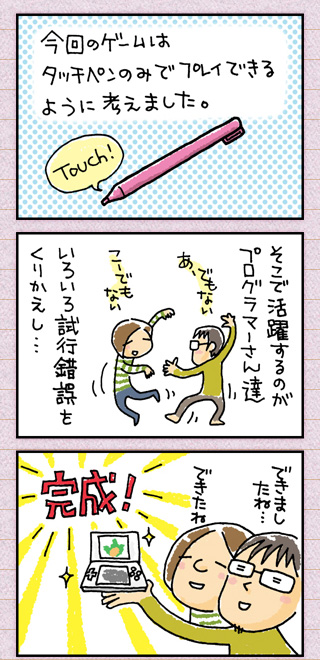 今回のゲームは
タッチペンのみでプレイできる
ように考えました。
Touch!
そこで活躍するのが
プログラマーさん達
あ、でもない
こーでも
ない
いろいろ試行錯誤を
くりかえし…
できまし
たね…
できたね
完成!